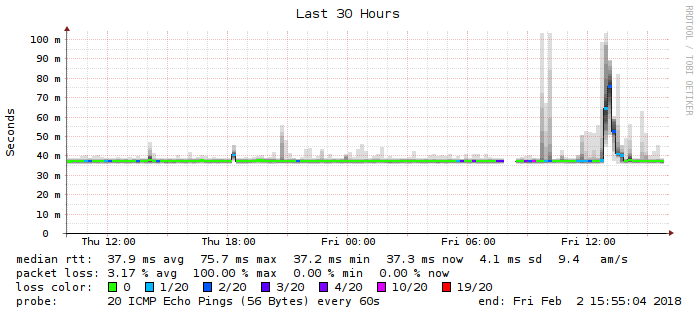 Last 30 Hours
RRDTOOL / TOBI OETIKER
Seconds
100 m
90 m
80 m
70 m
60 m
50 m
40 m
30 m
20 m
10 m
0
Thu 12:00 Thu 18:00 Fri 00:00 Fri 06:00 Fri 12:00
median rtt: 37.9 ms avg 75.7 ms max 37.2 ms min 37.3 ms now 4.1 ms sd 9.4 am/s
packet loss: 3.17 % avg 100.00 % max 0.00 % min 0.00 % now
loss color: 0 1/20 2/20 3/20 4/20 10/20 19/20
probe: 20 ICMP Echo Pings (56 Bytes) every 60s end: Fri Feb 2 15:55:04 2018